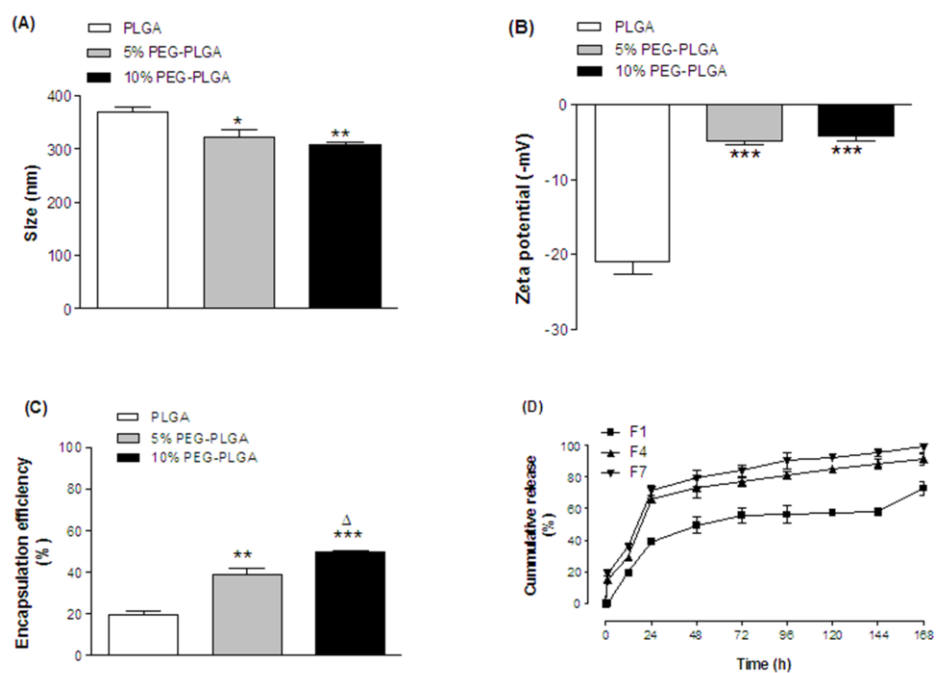 (A)
PLGA
5% PEG-PLGA
10% PEG-PLGA
400
300
200
100
0
Size (nm)
*
**
(B)
PLGA
5% PEG-PLGA
10% PEG-PLGA
0
-10
-20
-30
Zeta potential (-mV)
***
***
(C)
PLGA
5% PEG-PLGA
10% PEG-PLGA
100
80
60
40
20
0
Encapsulation efficiency
(%)
**
Δ
***
(D)
F1
F4
F7
100
80
60
40
20
0
Cummulative release
(%)
0 24 48 72 96 120 144 168
Time (h)